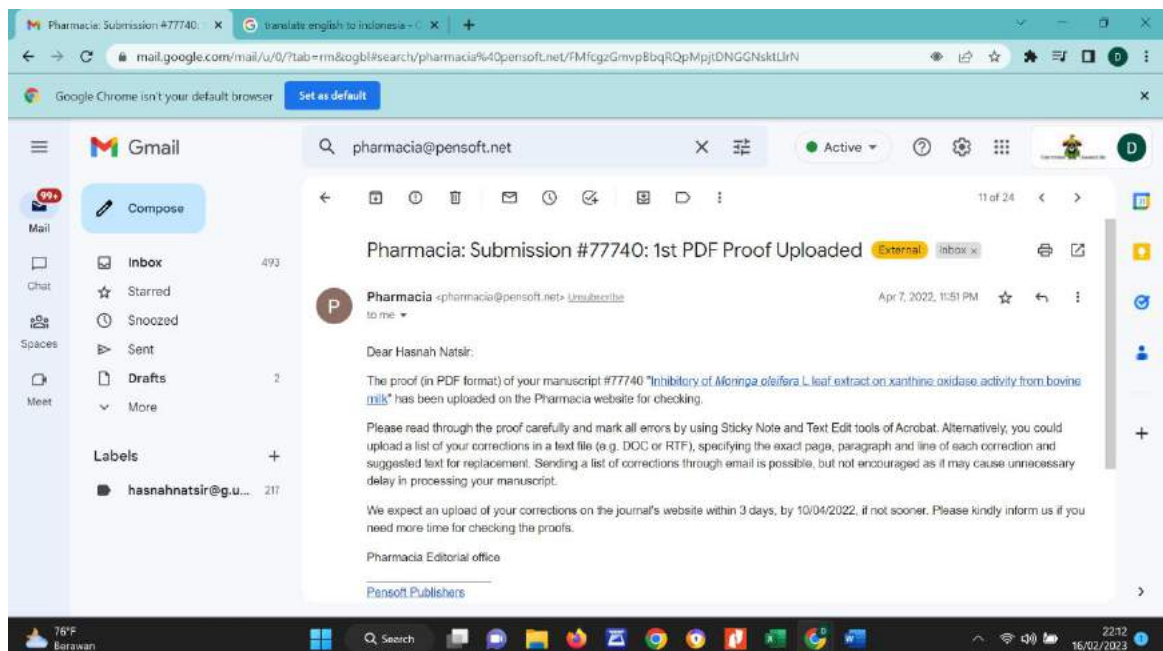 Pharmacia: Submission #77740:
translate english to indonesia - G
mail.google.com/mail/u/0/?tab=rm&ogbl#search/pharmacia%40pensoft.net/FMfcgzGmvpBbqRQpMpjtDNGGNsktLlrN
D
Google Chrome isn't your default browser
Set as default
Gmail
pharmacia@pensoft.net
Active
D
99+
Mail
Compose
11 of 24
Chat
Spaces
Meet
Inbox 493
Starred
Snoozed
Sent
Drafts 2
More
Labels
hasnahnatsir@g.u... 217
Pharmacia: Submission #77740: 1st PDF Proof Uploaded External Inbox x
P
Pharmacia <pharmacia@pensoft.net> Unsubscribe Apr 7, 2022, 11:51 PM
to me
Dear Hasnah Natsir:
The proof (in PDF format) of your manuscript #77740 "Inhibitory of Moringa oleifera L leaf extract on xanthine oxidase activity from bovine
milk" has been uploaded on the Pharmacia website for checking.
Please read through the proof carefully and mark all errors by using Sticky Note and Text Edit tools of Acrobat. Alternatively, you could
upload a list of your corrections in a text file (e.g. DOC or RTF), specifying the exact page, paragraph and line of each correction and
suggested text for replacement. Sending a list of corrections through email is possible, but not encouraged as it may cause unnecessary
delay in processing your manuscript.
We expect an upload of your corrections on the journal's website within 3 days, by 10/04/2022, if not sooner. Please kindly inform us if you
need more time for checking the proofs.
Pharmacia Editorial office
Pensoft Publishers
76°F
Berawan
Search
22:12
16/02/2023